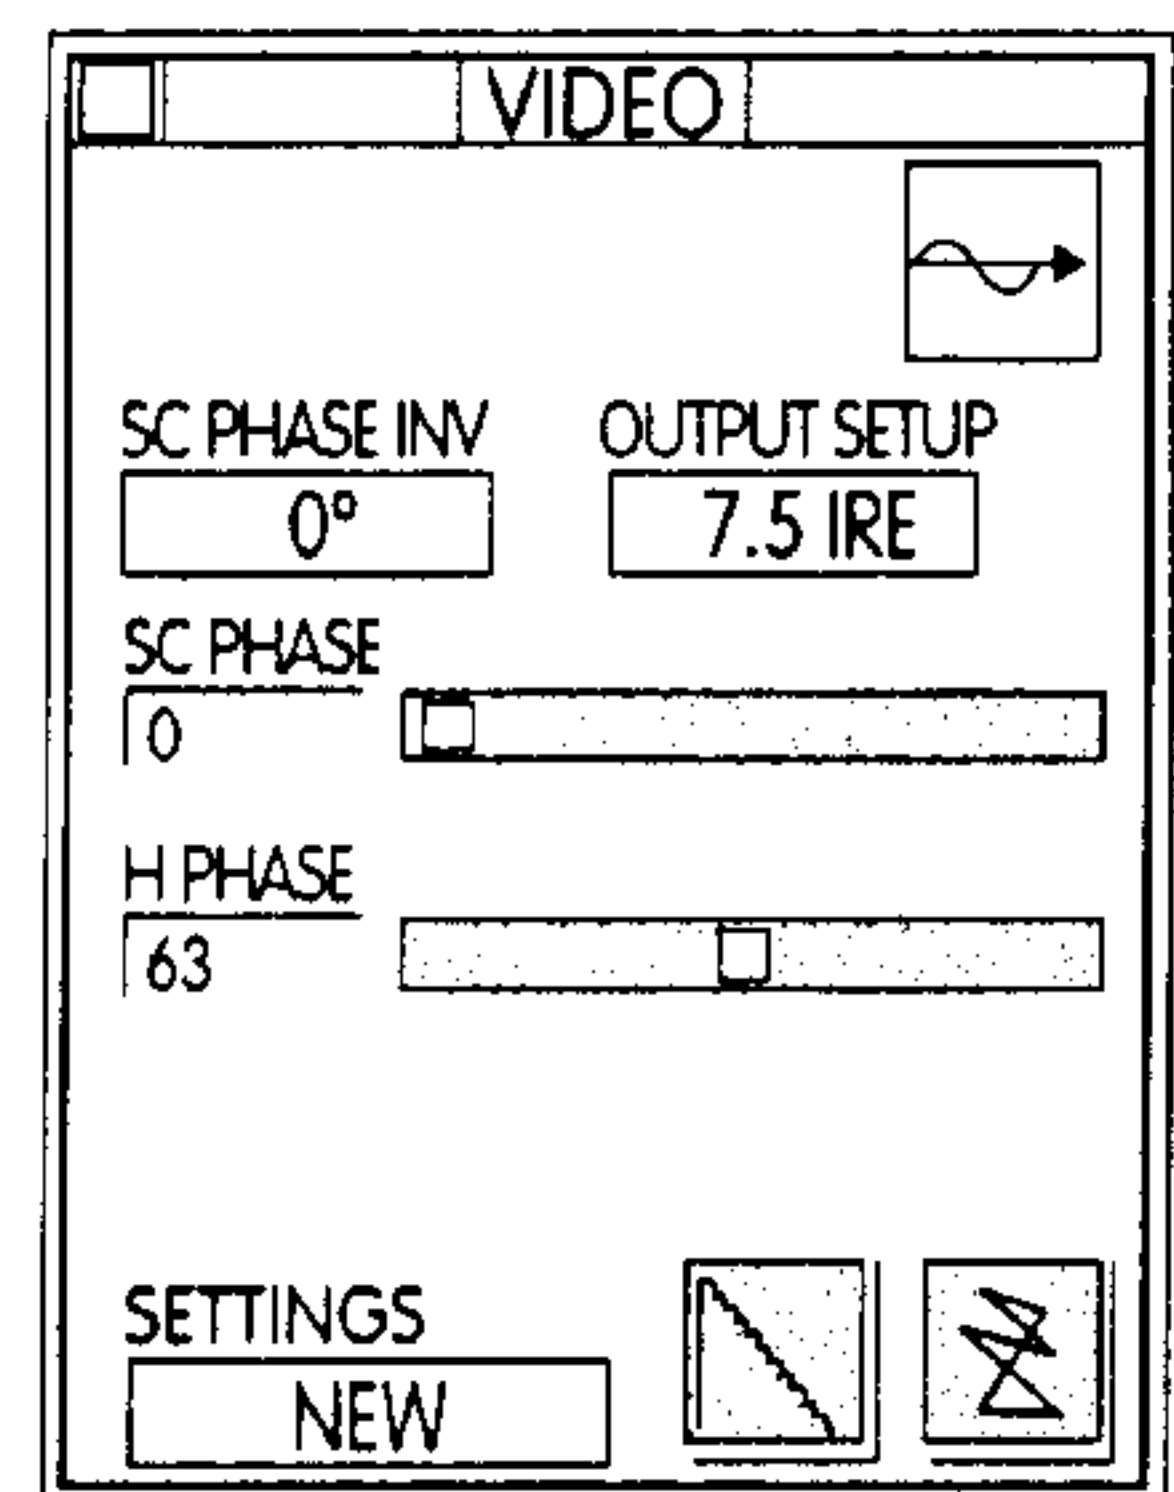 VIDEO
SC PHASE INV OUTPUT SETUP
0° 7.5 IRE
SC PHASE
0
H PHASE
63
SETTINGS
NEW